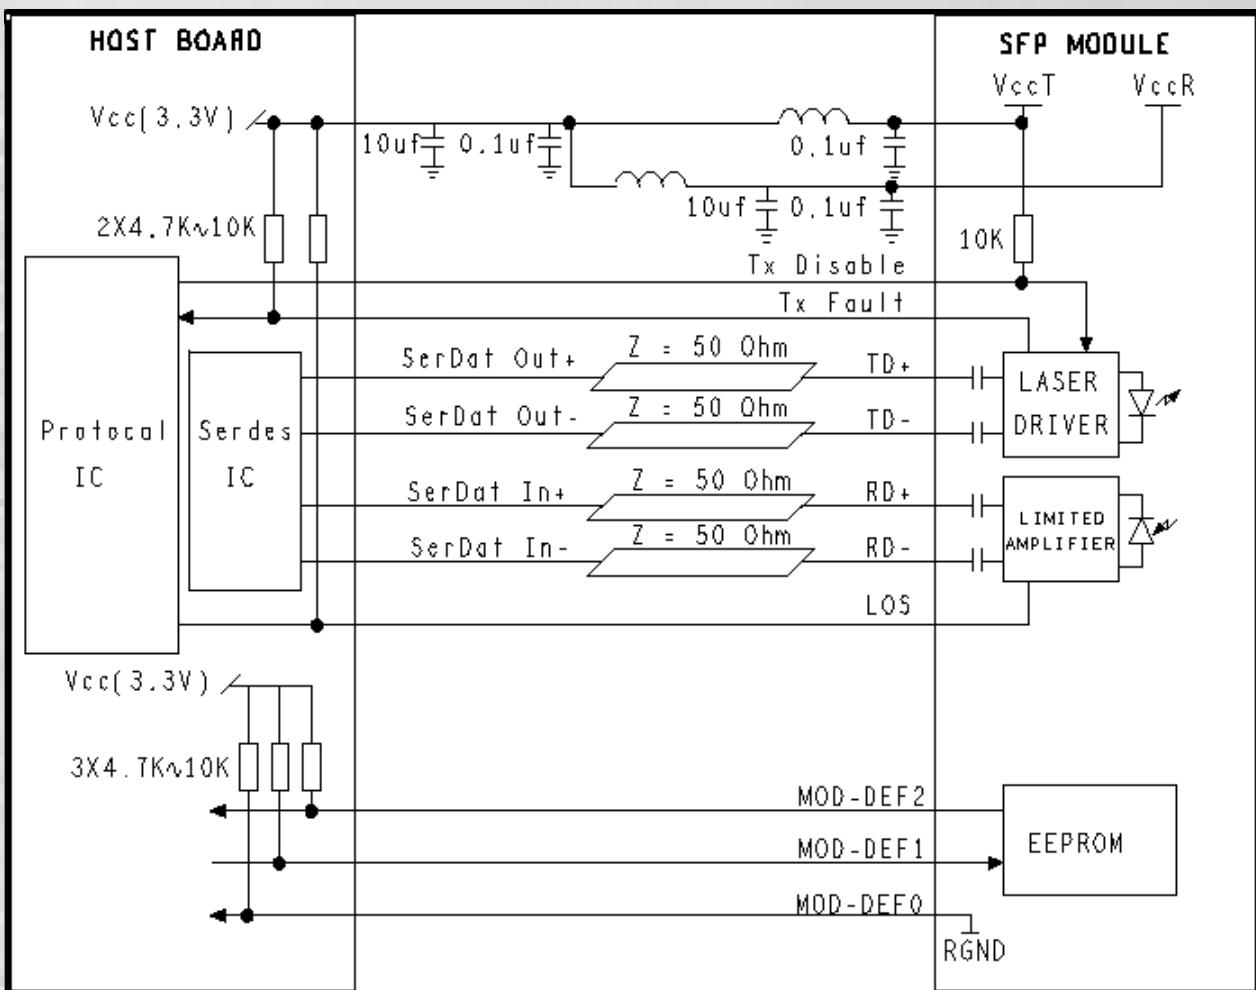 HOST BOARD
SFP MODULE
VccT
VccR
Vcc(3.3V)
10uf
0.1uf
0.1uf
10uf
0.1uf
2X4.7K~10K
10K
Tx Disable
Tx Fault
Z = 50 Ohm
SerDat Out+
TD+
LASER
DRIVER
Z = 50 Ohm
SerDat Out-
TD-
Protocal
IC
Serdes
IC
Z = 50 Ohm
SerDat In+
RD+
LIMITED
AMPLIFIER
Z = 50 Ohm
SerDat In-
RD-
LOS
Vcc(3.3V)
3X4.7K~10K
MOD-DEF2
MOD-DEF1
EEPROM
MOD-DEF0
RGND